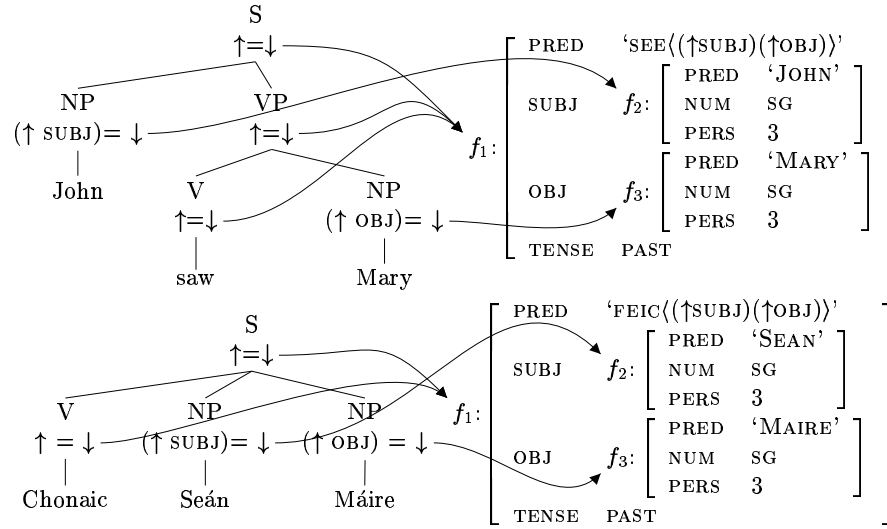 S
↑=↓
NP VP
(↑ SUBJ)= ↓ ↑=↓
John V NP
↑=↓ (↑ OBJ)= ↓
saw Mary
f₁:
PRED ‘SEE⟨(↑SUBJ)(↑OBJ)⟩’
SUBJ f₂:
PRED ‘JOHN’
NUM SG
PERS 3
OBJ f₃:
PRED ‘MARY’
NUM SG
PERS 3
TENSE PAST
S
↑=↓
V NP NP
↑ = ↓ (↑ SUBJ)= ↓ (↑ OBJ) = ↓
Chonaic Seán Máire
f₁:
PRED ‘FEIC⟨(↑SUBJ)(↑OBJ)⟩’
SUBJ f₂:
PRED ‘SEAN’
NUM SG
PERS 3
OBJ f₃:
PRED ‘MAIRE’
NUM SG
PERS 3
TENSE PAST